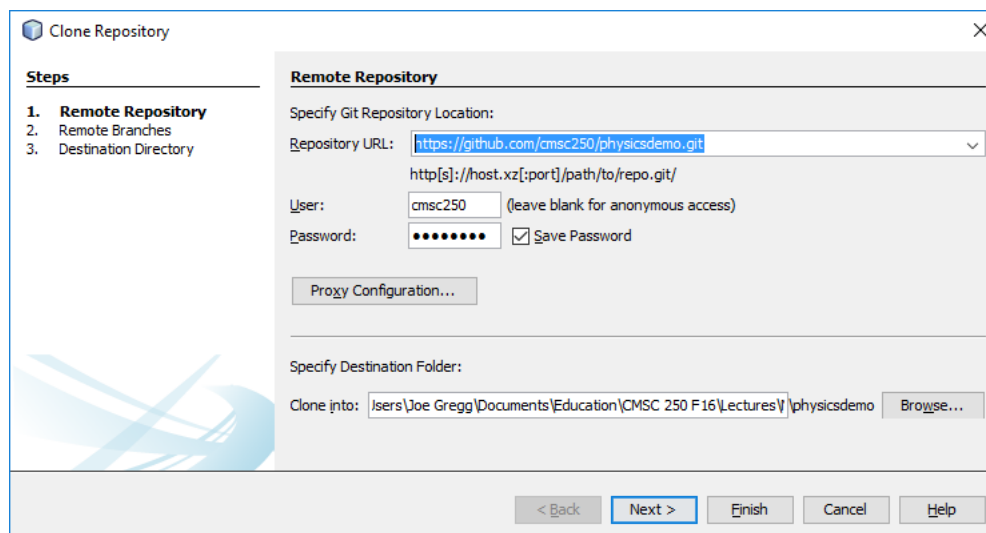 Clone Repository
Steps
1. Remote Repository
2. Remote Branches
3. Destination Directory
Remote Repository
Specify Git Repository Location:
Repository URL: https://github.com/cmsc250/physicsdemo.git
http[s]://host.xz[:port]/path/to/repo.git/
User: cmsc250 (leave blank for anonymous access)
Password: •••••••• Save Password
Proxy Configuration...
Specify Destination Folder:
Clone into: \Joe Gregg\Documents\Education\CMSC 250 F16\Lectures\ \physicsdemo Browse...
< Back Next > Finish Cancel Help